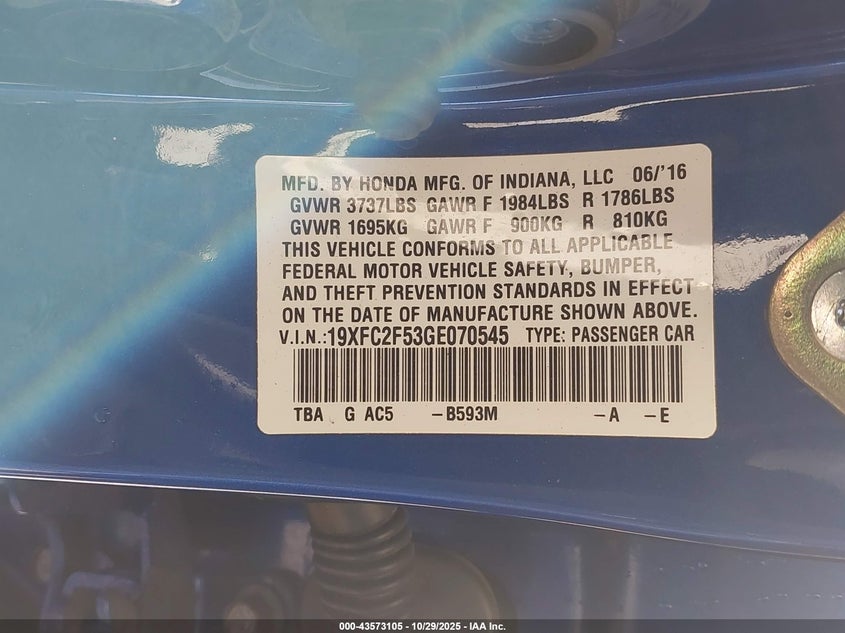 MFD. BY HONDA MFG. OF INDIANA, LLC 06/'16
GVWR 3737LBS GAWR F 1984LBS R 1786LBS
GVWR 1695KG GAWR F 900KG R 810KG
THIS VEHICLE CONFORMS TO ALL APPLICABLE
FEDERAL MOTOR VEHICLE SAFETY, BUMPER,
AND THEFT PREVENTION STANDARDS IN EFFECT
ON THE DATE OF MANUFACTURE SHOWN ABOVE.
V.I.N.:19XFC2F53GE070545 TYPE: PASSENGER CAR
TBA G AC5 –B593M –A –E
000-43573105 - 10/29/2025 - IAA Inc.